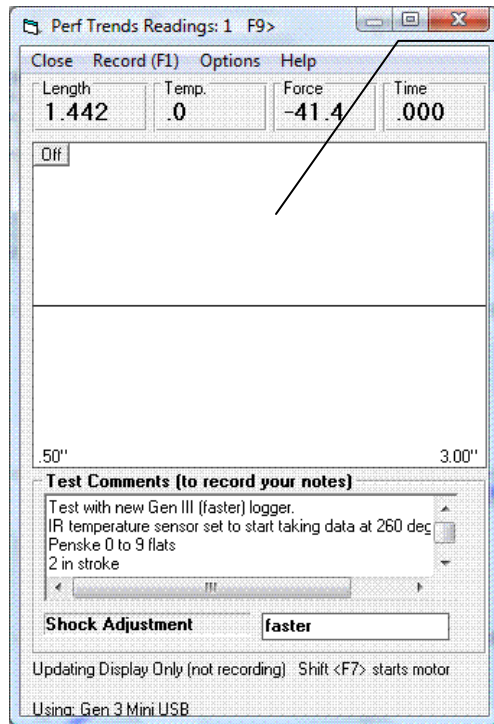 Perf Trends Readings: 1 F9>
Close Record (F1) Options Help
Length Temp. Force Time
1.442 .0 -41.4 .000
Off
.50'' 3.00''
Test Comments (to record your notes)
Test with new Gen III (faster) logger.
IR temperature sensor set to start taking data at 260 deg
Penske 0 to 9 flats
2 in stroke
Shock Adjustment faster
Updating Display Only (not recording) Shift <F7> starts motor
Using: Gen 3 Mini USB